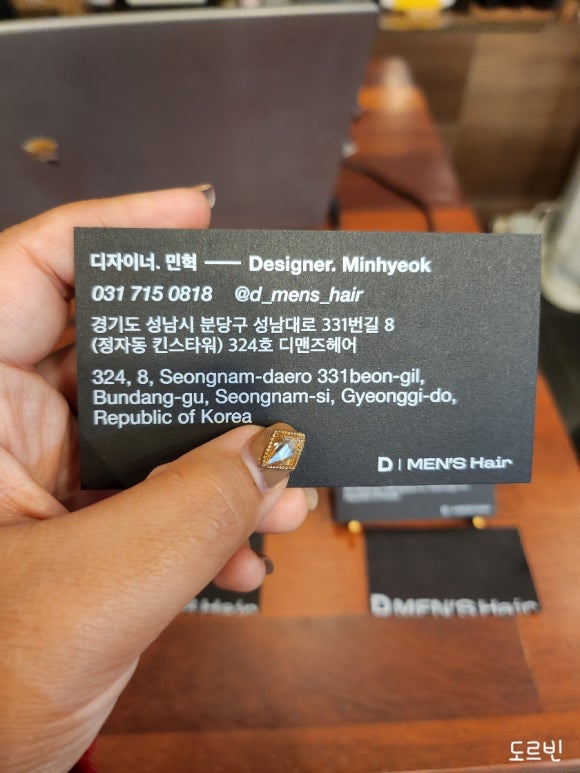 디자이너. 민혁 —— Designer. Minhyeok
031 715 0818 @d_mens_hair
경기도 성남시 분당구 성남대로 331번길 8
(정자동 킨스타워) 324호 디맨즈헤어
324, 8, Seongnam-daero 331beon-gil,
Bundang-gu, Seongnam-si, Gyeonggi-do,
Republic of Korea
D | MEN'S Hair
D MEN'S Hair
MEN'S Hair
도르빈